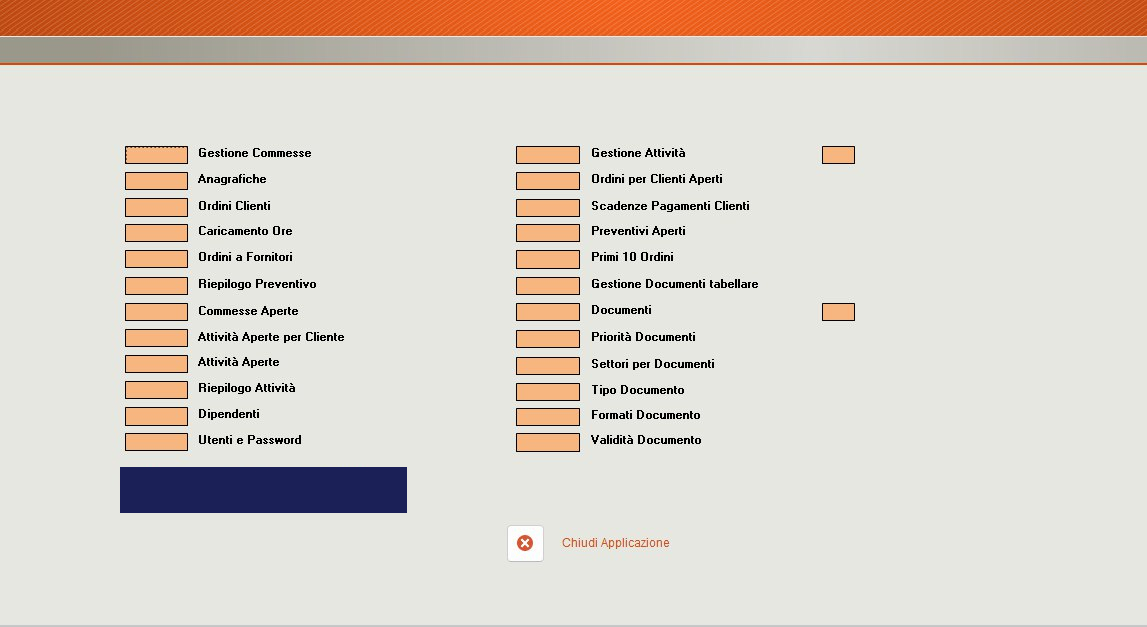 Gestione Commesse
Anagrafiche
Ordini Clienti
Caricamento Ore
Ordini a Fornitori
Riepilogo Preventivo
Commesse Aperte
Attività Aperte per Cliente
Attività Aperte
Riepilogo Attività
Dipendenti
Utenti e Password
Gestione Attività
Ordini per Clienti Aperti
Scadenze Pagamenti Clienti
Preventivi Aperti
Primi 10 Ordini
Gestione Documenti tabellare
Documenti
Priorità Documenti
Settori per Documenti
Tipo Documento
Formati Documento
Validità Documento
Chiudi Applicazione